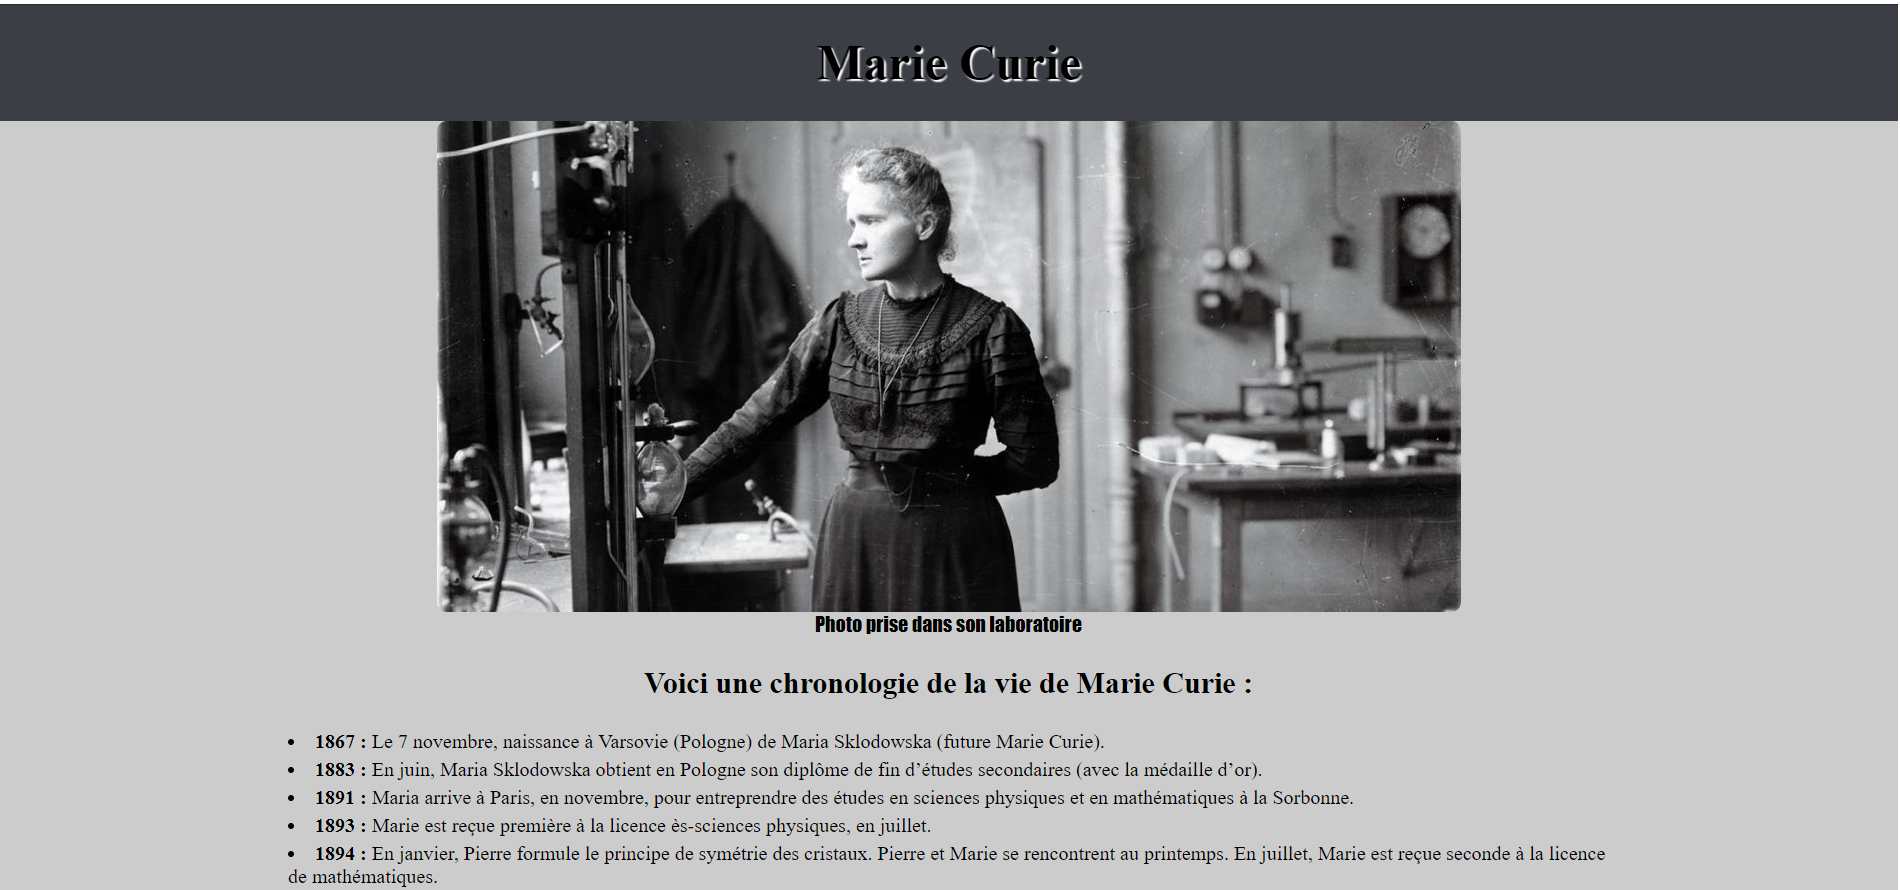 Marie Curie
Photo prise dans son laboratoire
Voici une chronologie de la vie de Marie Curie :
1867 : Le 7 novembre, naissance à Varsovie (Pologne) de Maria Sklodowska (future Marie Curie).
1883 : En juin, Maria Sklodowska obtient en Pologne son diplôme de fin d’études secondaires (avec la médaille d’or).
1891 : Maria arrive à Paris, en novembre, pour entreprendre des études en sciences physiques et en mathématiques à la Sorbonne.
1893 : Marie est reçue première à la licence ès-sciences physiques, en juillet.
1894 : En janvier, Pierre formule le principe de symétrie des cristaux. Pierre et Marie se rencontrent au printemps. En juillet, Marie est reçue seconde à la licence
de mathématiques.